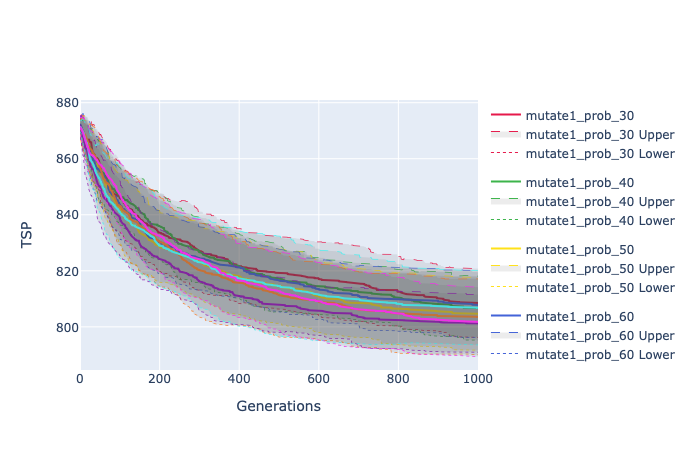 880
860
840
820
800
TSP
0
200
400
600
800
1000
Generations
mutate1_prob_30
mutate1_prob_30 Upper
mutate1_prob_30 Lower
mutate1_prob_40
mutate1_prob_40 Upper
mutate1_prob_40 Lower
mutate1_prob_50
mutate1_prob_50 Upper
mutate1_prob_50 Lower
mutate1_prob_60
mutate1_prob_60 Upper
mutate1_prob_60 Lower